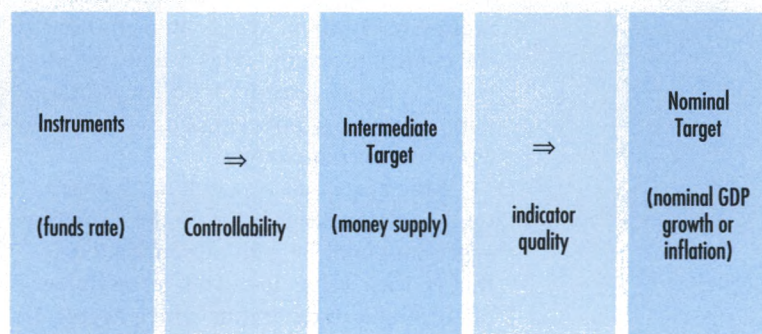 Instruments
(funds rate)
⇒
Controllability
Intermediate
Target
(money supply)
⇒
indicator
quality
Nominal
Target
(nominal GDP
growth or
inflation)